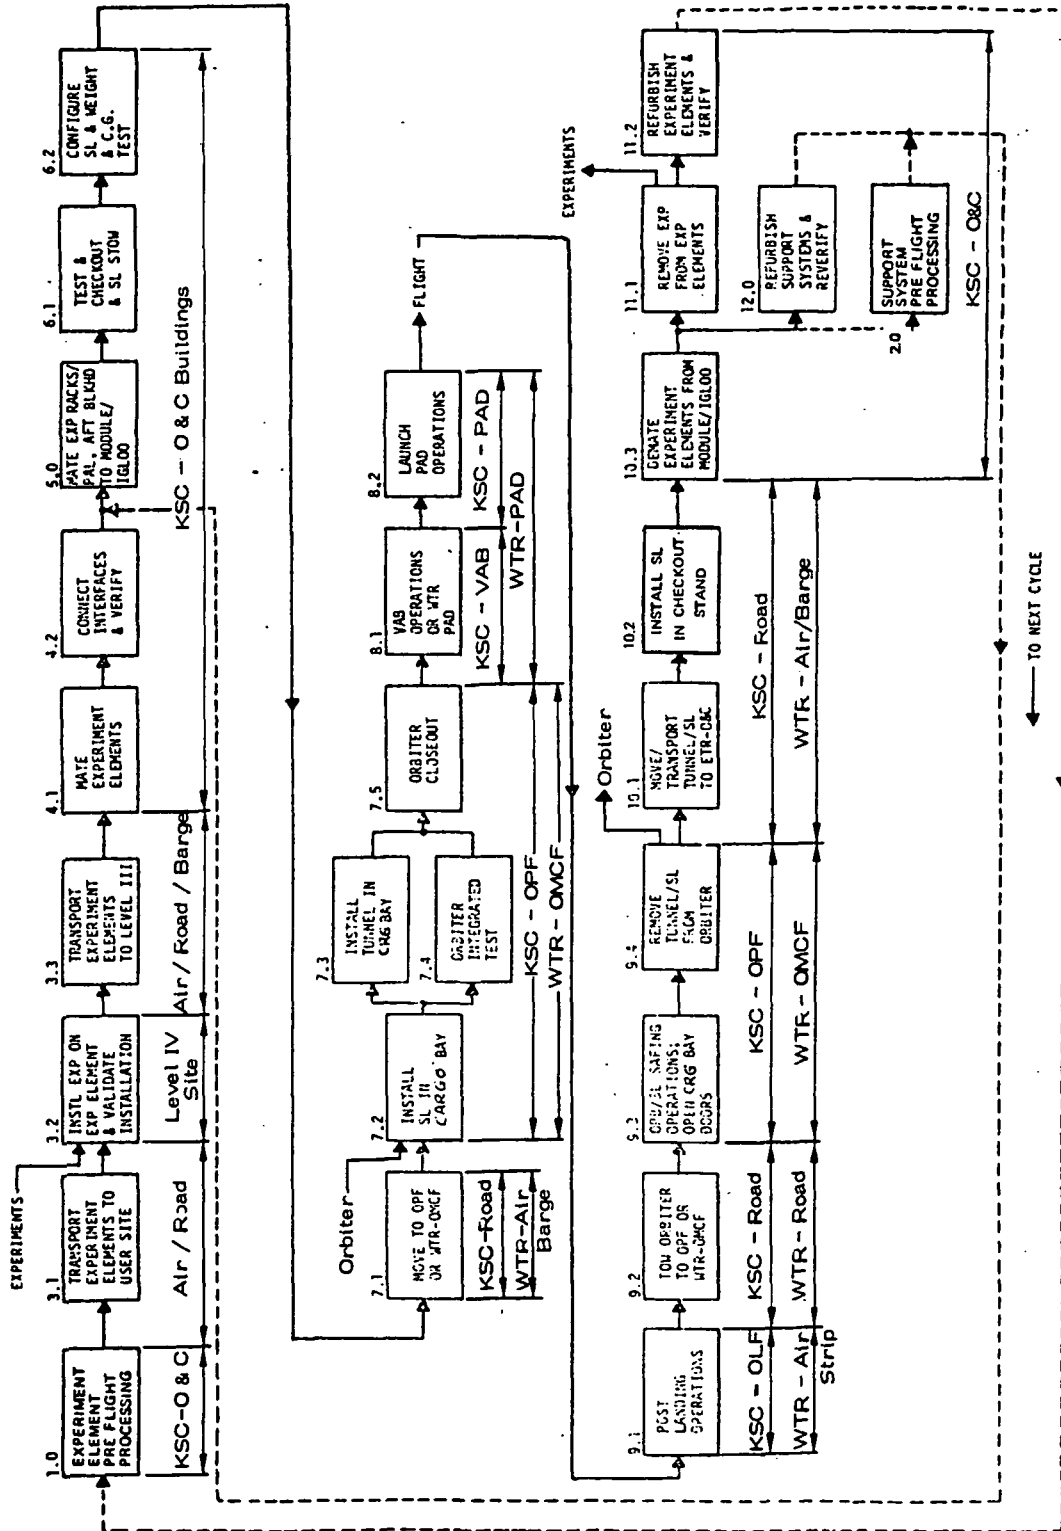 EXPERIMENTS
1.0
EXPERIMENT
ELEMENT
PRE FLIGHT
PROCESSING
KSC-O & C
3.1
TRANSPORT
EXPERIMENT
ELEMENTS TO
USER SITE
Air / Road
3.2
INSTL EXP ON
EXP ELEMENT
& VALIDATE
INSTALLATION
Level IV
Site
3.3
TRANSPORT
EXPERIMENT
ELEMENTS
TO LEVEL III
Air / Road / Barge
4.1
MATE
EXPERIMENT
ELEMENTS
4.2
CONNECT
INTERFACES
& VERIFY
5.0
MATE EXP RACKS/
PAL, AFT BLKHD
TO MODULE/
IGLOO
6.1
TEST &
CHECKOUT
& SL STOW
6.2
CONFIGURE
SL & WEIGHT
& C.G.
TEST
KSC - O & C Buildings
Orbiter
7.1
MOVE TO OPF
OR WTR-OMCF
KSC-Road
WTR-Air
Barge
7.2
INSTALL
SL IN
CARGO BAY
7.3
INSTALL
TUNNEL IN
CRG BAY
7.4
ORBITER
INTEGRATED
TEST
7.5
ORBITER
CLOSEOUT
KSC - OPF
WTR-OMCF
8.1
VAB
OPERATIONS
OR WTR
PAD
KSC - VAB
8.2
LAUNCH
PAD
OPERATIONS
KSC - PAD
WTR-PAD
FLIGHT
9.1
POST
LANDING
OPERATIONS
KSC - OLF
WTR - Air
Strip
9.2
TOW ORBITER
TO OPF OR
WTR-OMCF
KSC - Road
WTR-Road
9.3
ORB/SL SAFING
OPERATIONS;
OPEN CRG BAY
DOORS
9.4
REMOVE
TUNNEL/SL
FROM
ORBITER
KSC - OPF
WTR-OMCF
Orbiter
10.1
MOVE/
TRANSPORT
TUNNEL/SL
TO ETR-O&C
10.2
INSTALL SL
IN CHECKOUT
STAND
KSC - Road
WTR-Air/Barge
10.3
DEMATE
EXPERIMENT
ELEMENTS FROM
MODULE/IGLOO
11.1
REMOVE EXP
FROM EXP
ELEMENTS
EXPERIMENTS
11.2
REFURBISH
EXPERIMENT
ELEMENTS &
VERIFY
12.0
REFURBISH
SUPPORT
SYSTEMS &
REVERIFY
2.0
SUPPORT
SYSTEM
PRE FLIGHT
PROCESSING
KSC - O&C
TO NEXT CYCLE